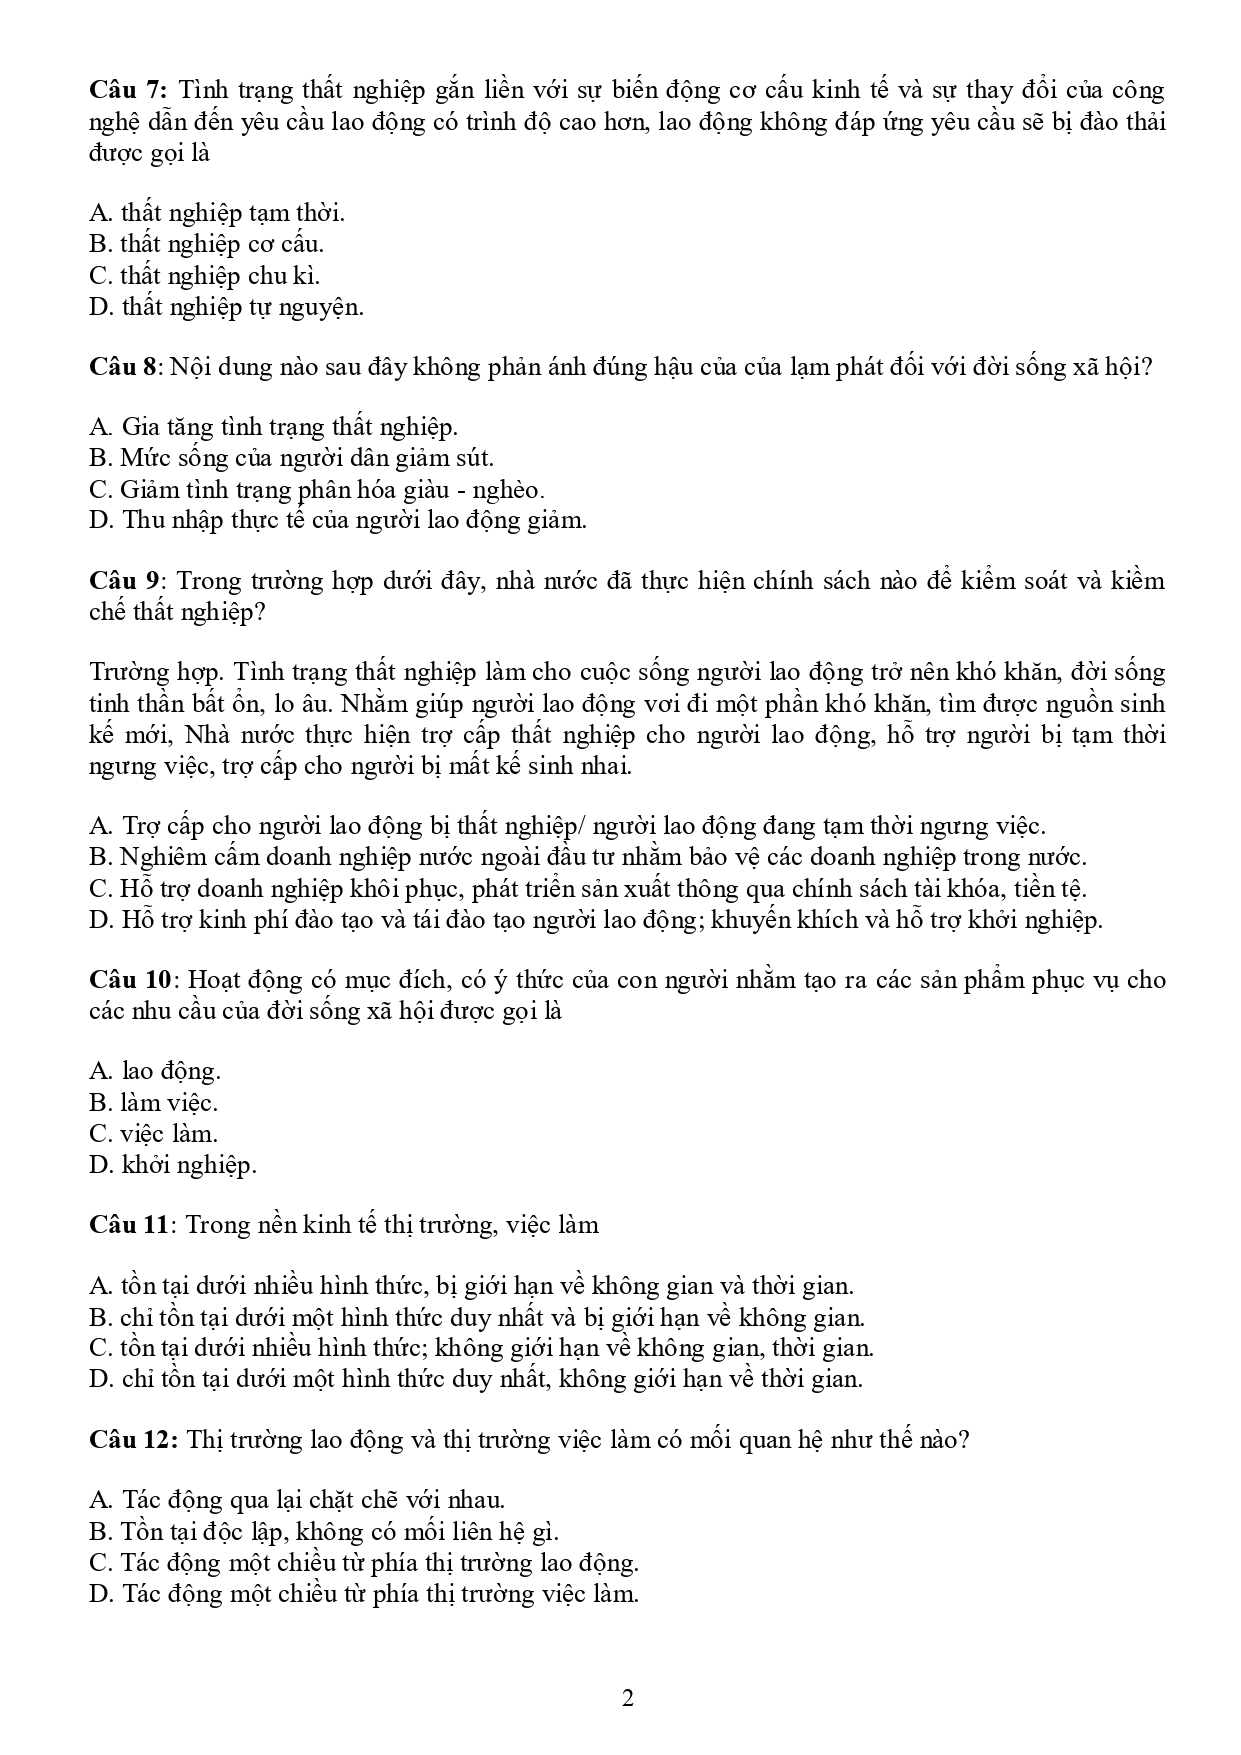 Câu 7: Tình trạng thất nghiệp gắn liền với sự biến động cơ cấu kinh tế và sự thay đổi của công
nghệ dẫn đến yêu cầu lao động có trình độ cao hơn, lao động không đáp ứng yêu cầu sẽ bị đào thải
được gọi là
A. thất nghiệp tạm thời.
B. thất nghiệp cơ cấu.
C. thất nghiệp chu kì.
D. thất nghiệp tự nguyện.
Câu 8: Nội dung nào sau đây không phản ánh đúng hậu của của lạm phát đối với đời sống xã hội?
A. Gia tăng tình trạng thất nghiệp.
B. Mức sống của người dân giảm sút.
C. Giảm tình trạng phân hóa giàu - nghèo.
D. Thu nhập thực tế của người lao động giảm.
Câu 9: Trong trường hợp dưới đây, nhà nước đã thực hiện chính sách nào để kiểm soát và kiềm
chế thất nghiệp?
Trường hợp. Tình trạng thất nghiệp làm cho cuộc sống người lao động trở nên khó khăn, đời sống
tinh thần bất ổn, lo âu. Nhằm giúp người lao động vơi đi một phần khó khăn, tìm được nguồn sinh
kế mới, Nhà nước thực hiện trợ cấp thất nghiệp cho người lao động, hỗ trợ người bị tạm thời
ngưng việc, trợ cấp cho người bị mất kế sinh nhai.
A. Trợ cấp cho người lao động bị thất nghiệp/ người lao động đang tạm thời ngưng việc.
B. Nghiêm cấm doanh nghiệp nước ngoài đầu tư nhằm bảo vệ các doanh nghiệp trong nước.
C. Hỗ trợ doanh nghiệp khôi phục, phát triển sản xuất thông qua chính sách tài khóa, tiền tệ.
D. Hỗ trợ kinh phí đào tạo và tái đào tạo người lao động; khuyến khích và hỗ trợ khởi nghiệp.
Câu 10: Hoạt động có mục đích, có ý thức của con người nhằm tạo ra các sản phẩm phục vụ cho
các nhu cầu của đời sống xã hội được gọi là
A. lao động.
B. làm việc.
C. việc làm.
D. khởi nghiệp.
Câu 11: Trong nền kinh tế thị trường, việc làm
A. tồn tại dưới nhiều hình thức, bị giới hạn về không gian và thời gian.
B. chỉ tồn tại dưới một hình thức duy nhất và bị giới hạn về không gian.
C. tồn tại dưới nhiều hình thức; không giới hạn về không gian, thời gian.
D. chỉ tồn tại dưới một hình thức duy nhất, không giới hạn về thời gian.
Câu 12: Thị trường lao động và thị trường việc làm có mối quan hệ như thế nào?
A. Tác động qua lại chặt chẽ với nhau.
B. Tồn tại độc lập, không có mối liên hệ gì.
C. Tác động một chiều từ phía thị trường lao động.
D. Tác động một chiều từ phía thị trường việc làm.
2